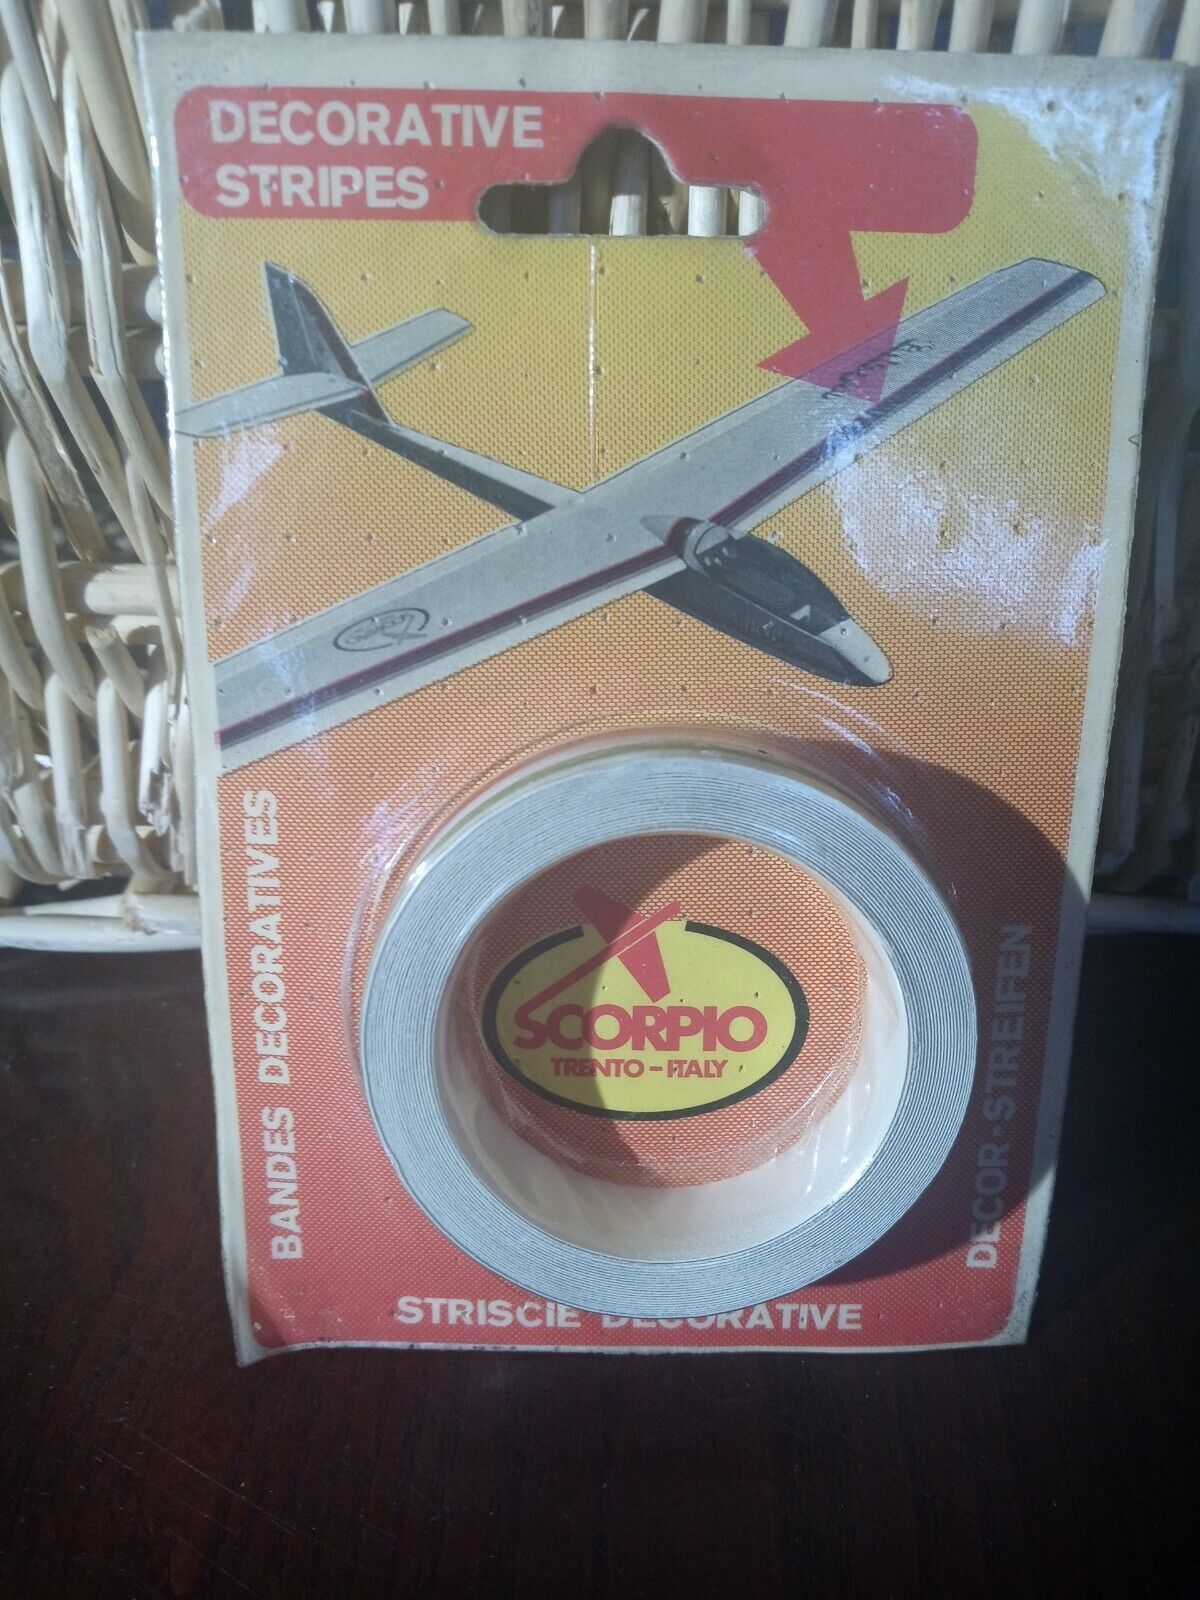 DECORATIVE
STRIPES
BANDES DECORATIVES
SCORPIO
TRENTO - ITALY
DECOR-STREIFEN
STRISCIE DECORATIVE